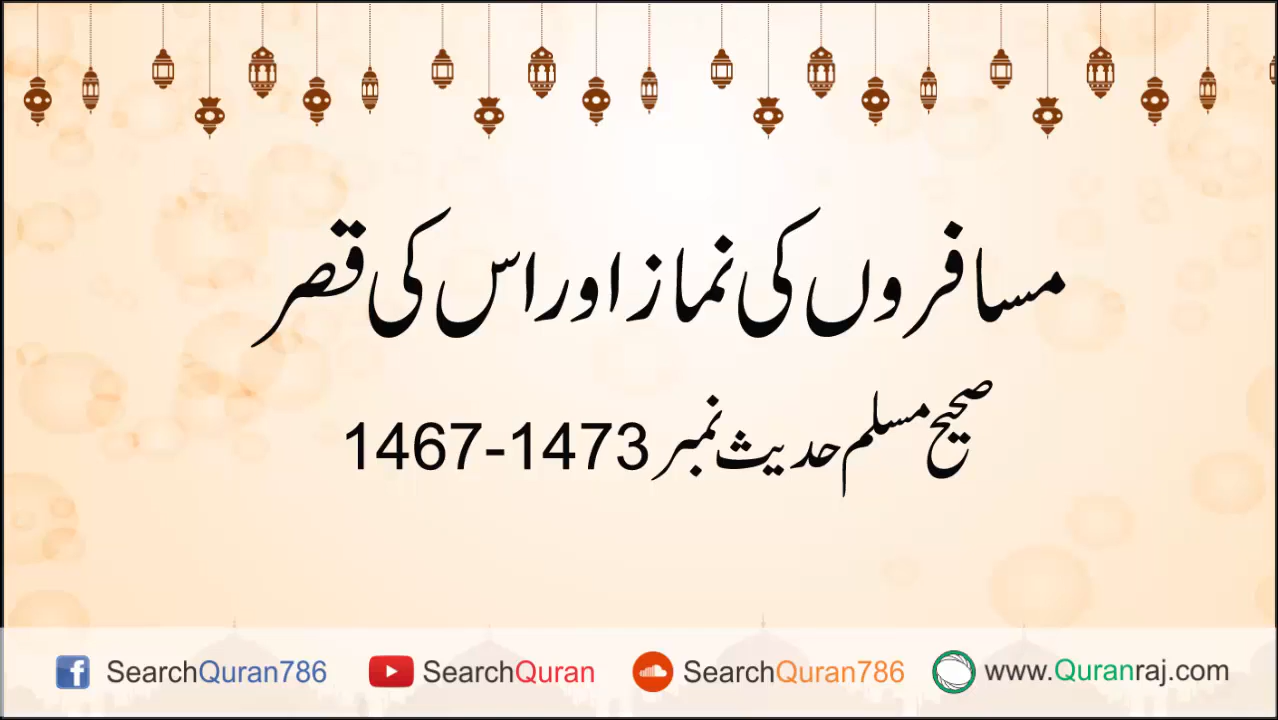 مسافروں کی نماز اور اس کی قصر
صحیح مسلم حدیث نمبر 1467-1473
SearchQuran786 SearchQuran SearchQuran786 www.Quranraj.com